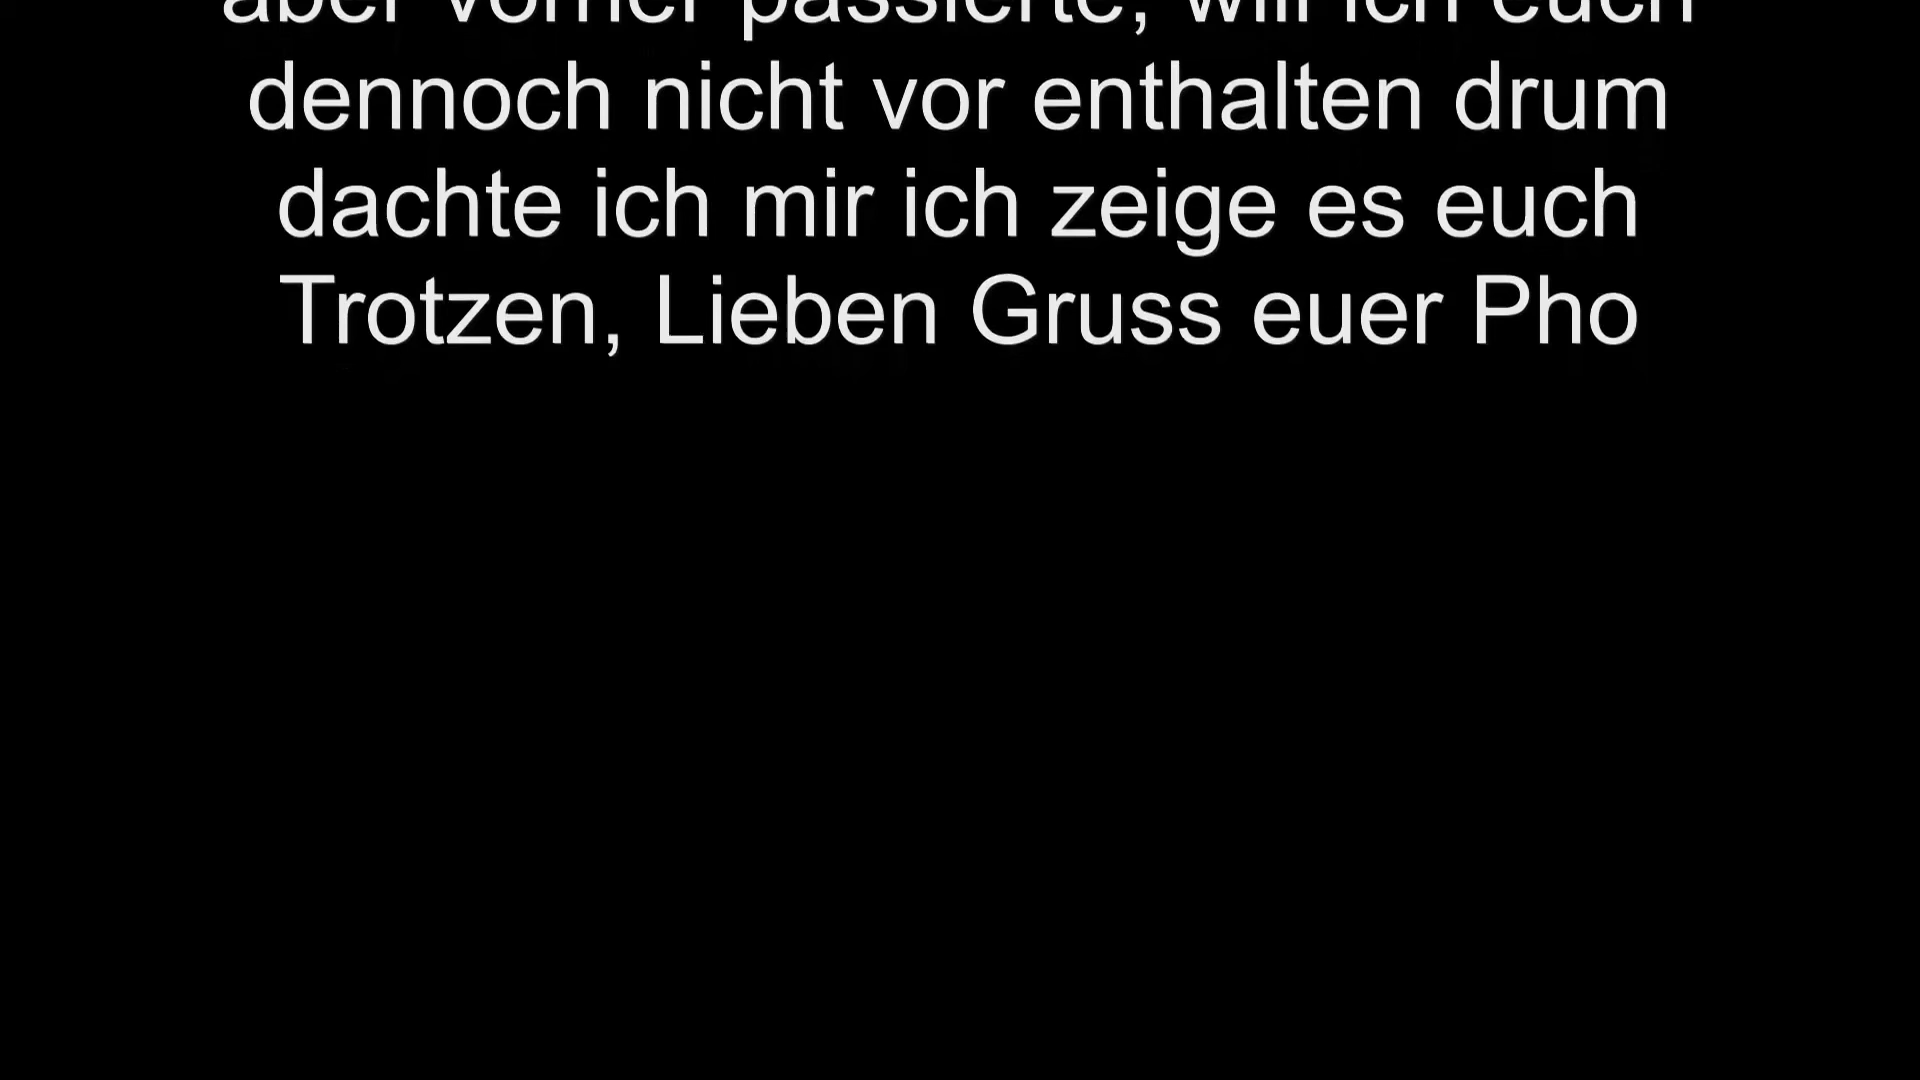 aber vorher passierte, will ich euch
dennoch nicht vor enthalten drum
dachte ich mir ich zeige es euch
Trotzen, Lieben Gruss euer Pho